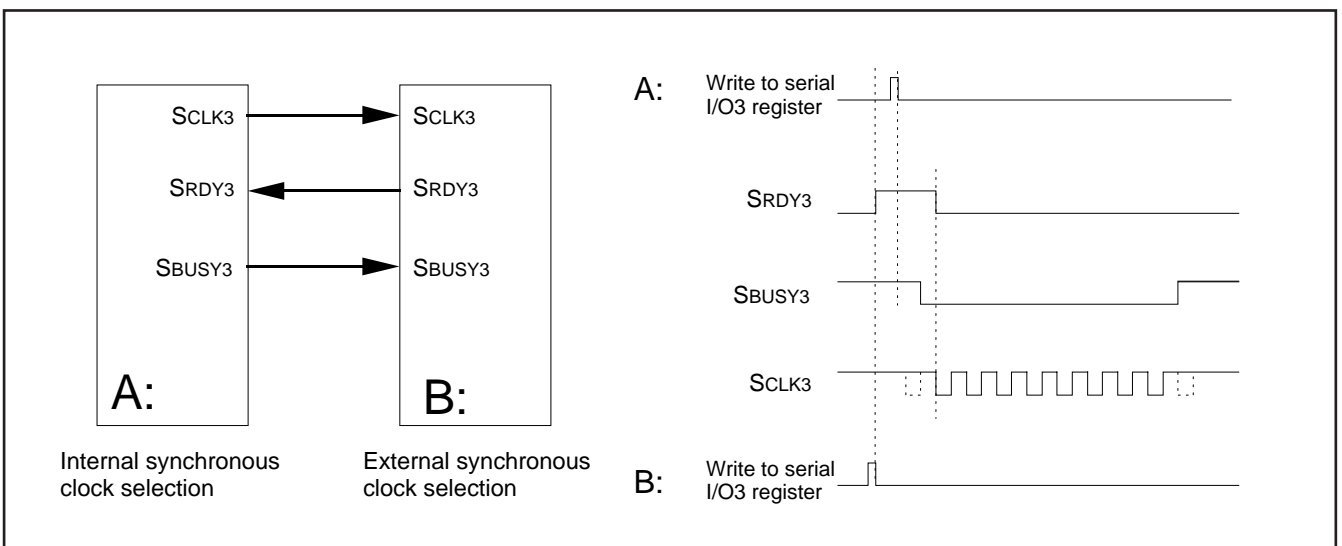 SCLK3
SRDY3
SBUSY3
A:
Internal synchronous
clock selection
SCLK3
SRDY3
SBUSY3
B:
External synchronous
clock selection
A:
Write to serial
I/O3 register
SRDY3
SBUSY3
SCLK3
B:
Write to serial
I/O3 register